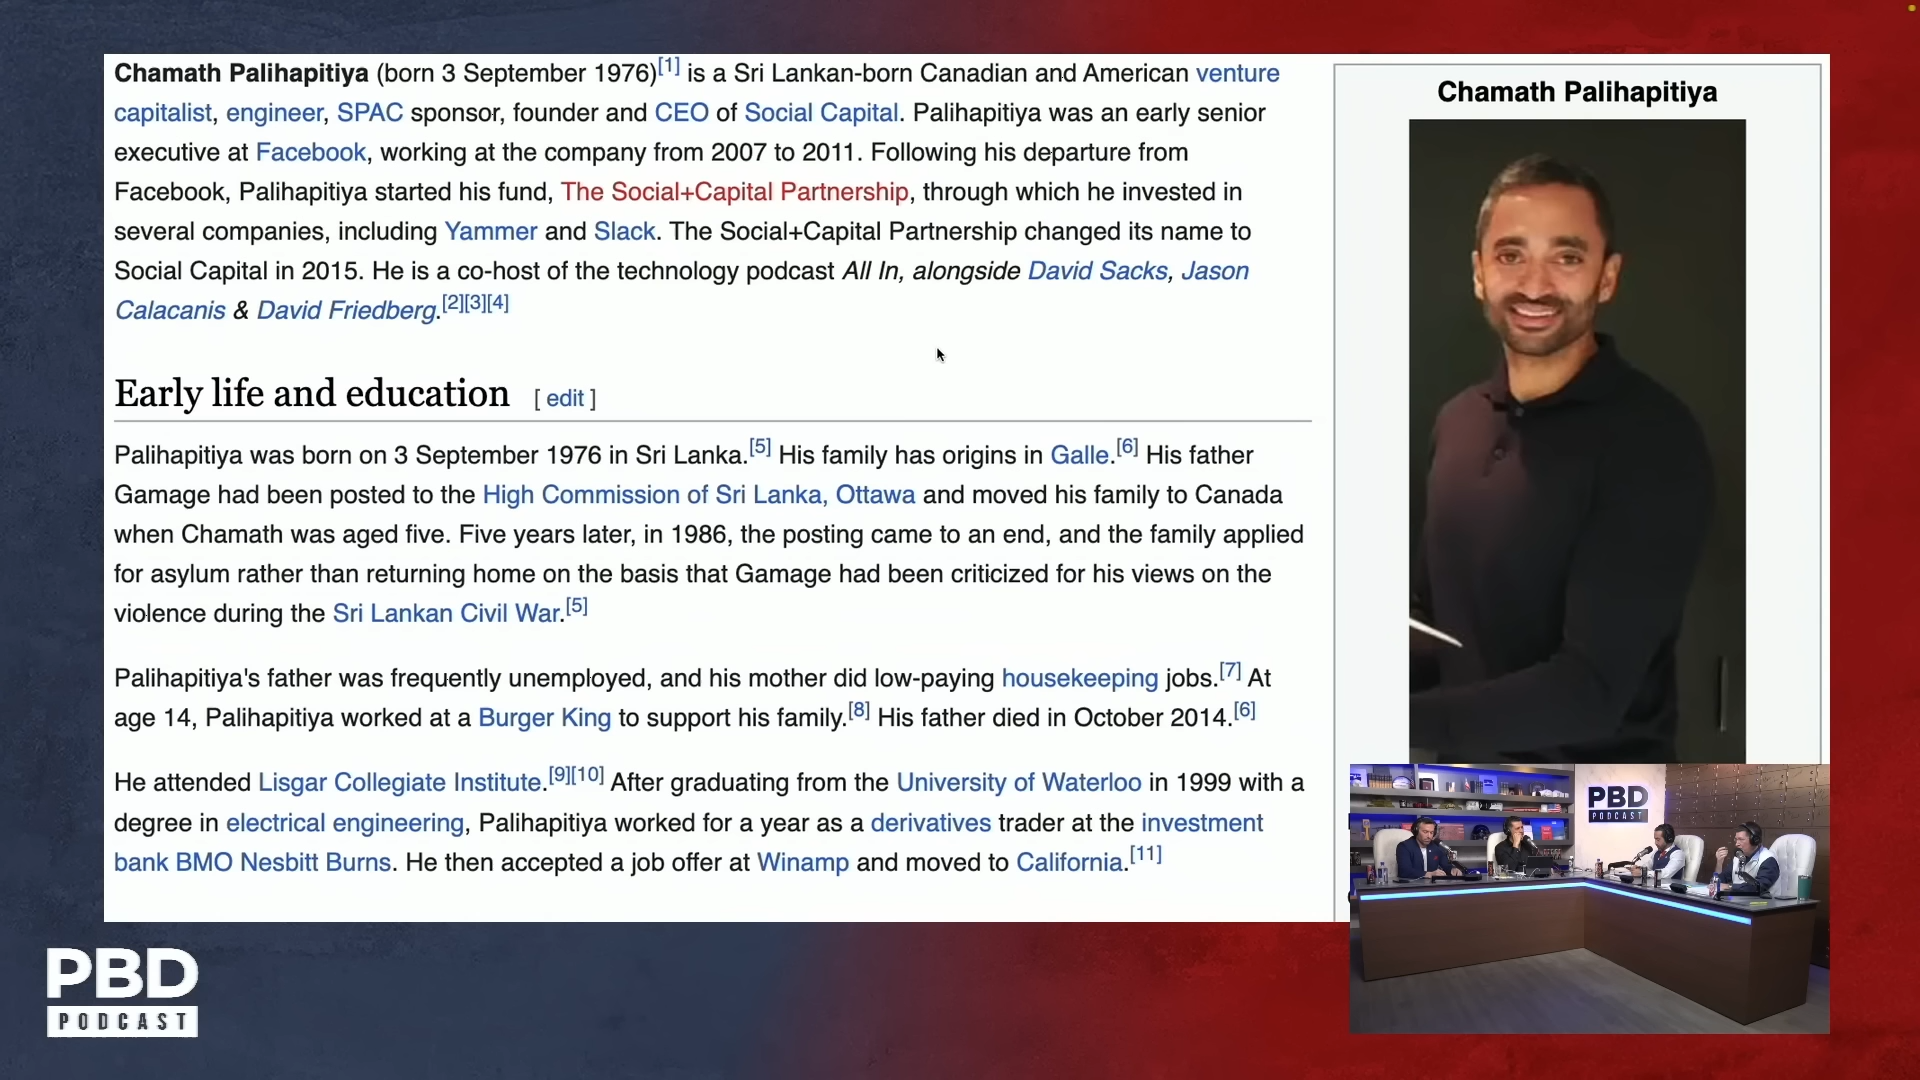 Chamath Palihapitiya (born 3 September 1976)[1] is a Sri Lankan-born Canadian and American venture
capitalist, engineer, SPAC sponsor, founder and CEO of Social Capital. Palihapitiya was an early senior
executive at Facebook, working at the company from 2007 to 2011. Following his departure from
Facebook, Palihapitiya started his fund, The Social+Capital Partnership, through which he invested in
several companies, including Yammer and Slack. The Social+Capital Partnership changed its name to
Social Capital in 2015. He is a co-host of the technology podcast All In, alongside David Sacks, Jason
Calacanis & David Friedberg.[2][3][4]
Early life and education [ edit ]
Palihapitiya was born on 3 September 1976 in Sri Lanka.[5] His family has origins in Galle.[6] His father
Gamage had been posted to the High Commission of Sri Lanka, Ottawa and moved his family to Canada
when Chamath was aged five. Five years later, in 1986, the posting came to an end, and the family applied
for asylum rather than returning home on the basis that Gamage had been criticized for his views on the
violence during the Sri Lankan Civil War.[5]
Palihapitiya's father was frequently unemployed, and his mother did low-paying housekeeping jobs.[7] At
age 14, Palihapitiya worked at a Burger King to support his family.[8] His father died in October 2014.[6]
He attended Lisgar Collegiate Institute.[9][10] After graduating from the University of Waterloo in 1999 with a
degree in electrical engineering, Palihapitiya worked for a year as a derivatives trader at the investment
bank BMO Nesbitt Burns. He then accepted a job offer at Winamp and moved to California.[11]
Chamath Palihapitiya
PBD
PODCAST
PBD
PODCAST